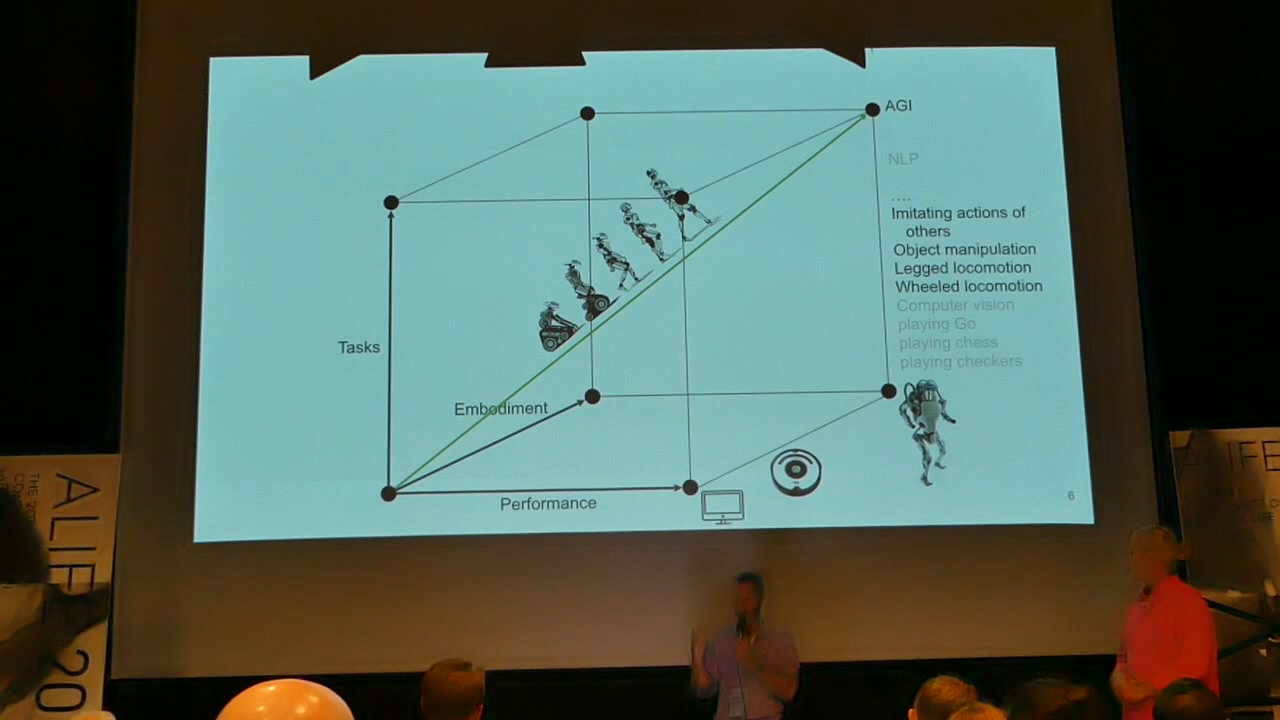 AGI
NLP
....
Imitating actions of
others
Object manipulation
Legged locomotion
Wheeled locomotion
Computer vision
playing Go
playing chess
playing checkers
Tasks
Embodiment
Performance
6
ALIFE
20
THE